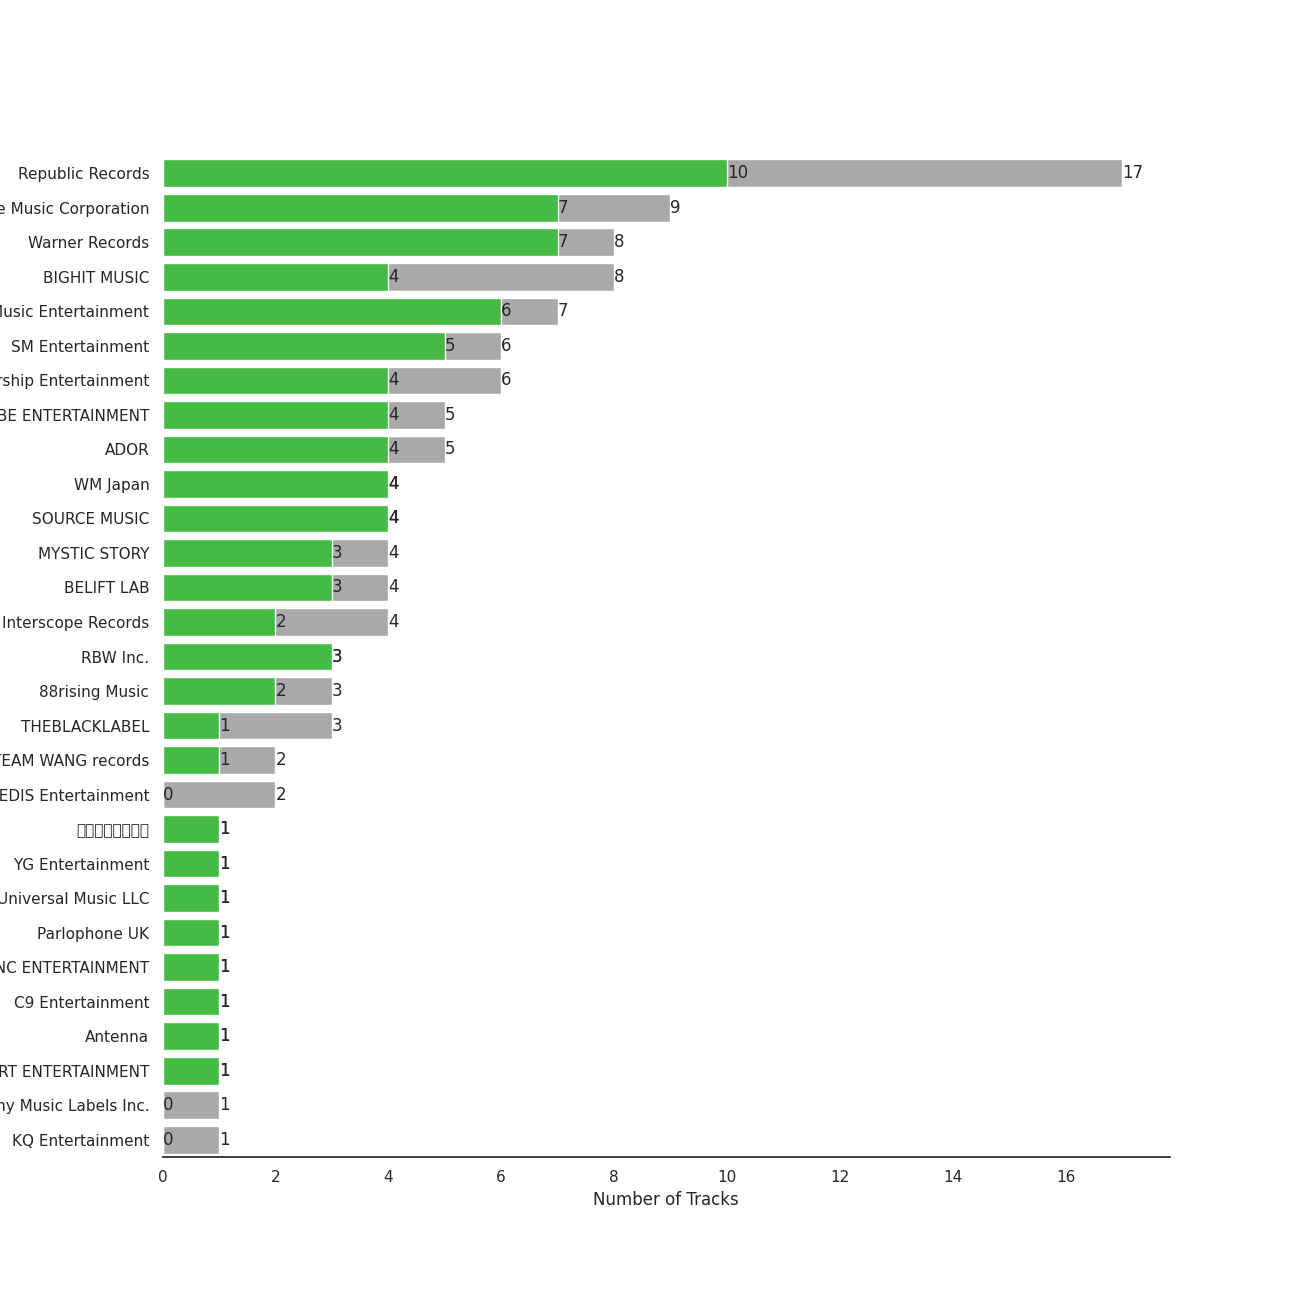 Republic Records 10 17
e Music Corporation 7 9
Warner Records 7 8
BIGHIT MUSIC 4 8
Music Entertainment 6 7
SM Entertainment 5 6
rship Entertainment 4 6
BE ENTERTAINMENT 4 5
ADOR 4 5
WM Japan 4
SOURCE MUSIC 4
MYSTIC STORY 3 4
BELIFT LAB 3 4
Interscope Records 2 4
RBW Inc. 3
88rising Music 2 3
THEBLACKLABEL 1 3
TEAM WANG records 1 2
EDIS Entertainment 0 2
1
YG Entertainment 1
Universal Music LLC 1
Parlophone UK 1
NC ENTERTAINMENT 1
C9 Entertainment 1
Antenna 1
RT ENTERTAINMENT 1
ny Music Labels Inc. 0 1
KQ Entertainment 0 1
0 2 4 6 8 10 12 14 16
Number of Tracks